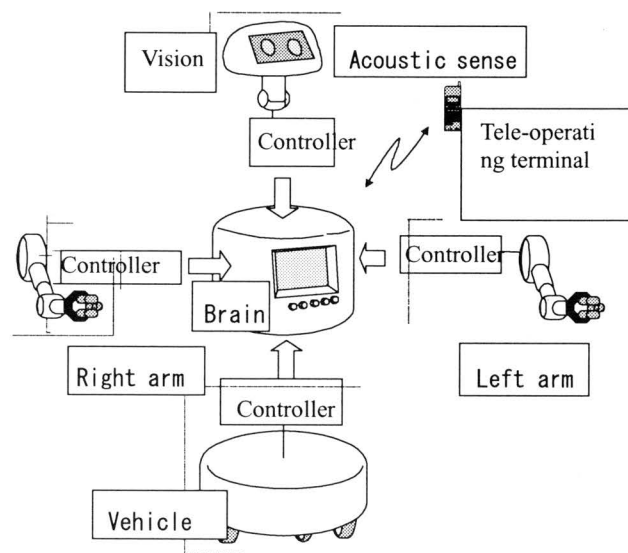 Vision
Acoustic sense
Controller
Tele-operati
ng terminal
Controller
Controller
Brain
Right arm
Left arm
Controller
Vehicle